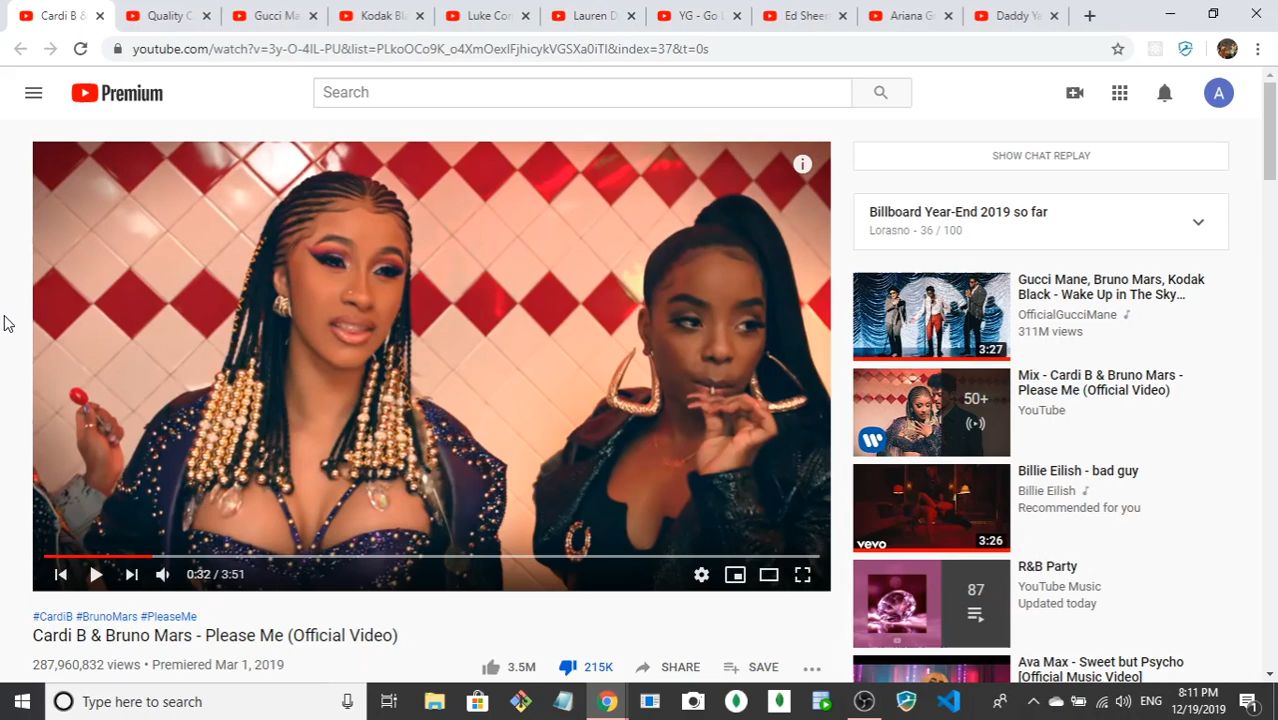 Cardi B &
Quality C
Gucci Ma
Kodak Bla
Luke Con
Lauren D
YG - Go L
Ed Sheer
Ariana G
Daddy Ya
youtube.com/watch?v=3y-O-4IL-PU&list=PLkoOCo9K_o4XmOexIFjhicykVGSXa0iTI&index=37&t=0s
Premium
Search
A
SHOW CHAT REPLAY
Billboard Year-End 2019 so far
Lorasno - 36 / 100
Gucci Mane, Bruno Mars, Kodak
Black - Wake Up in The Sky...
OfficialGucciMane
311M views
3:27
Mix - Cardi B & Bruno Mars -
Please Me (Official Video)
YouTube
50+
Billie Eilish - bad guy
Billie Eilish
Recommended for you
vevo
3:26
R&B Party
YouTube Music
Updated today
87
Ava Max - Sweet but Psycho
[Official Music Video]
0:32 / 3:51
#CardiB #BrunoMars #PleaseMe
Cardi B & Bruno Mars - Please Me (Official Video)
287,960,832 views • Premiered Mar 1, 2019
3.5M
215K
SHARE
SAVE
Type here to search
ENG
8:11 PM
12/19/2019
1